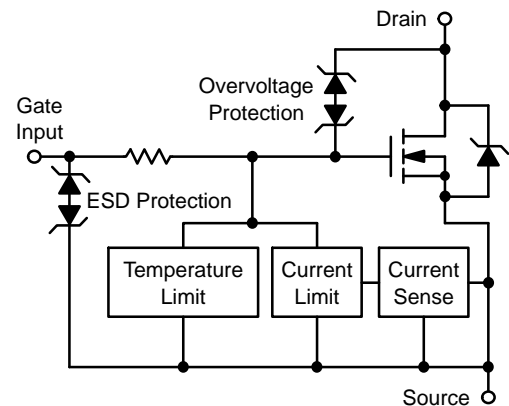 Drain
Overvoltage
Protection
Gate
Input
ESD Protection
Temperature
Limit
Current
Limit
Current
Sense
Source